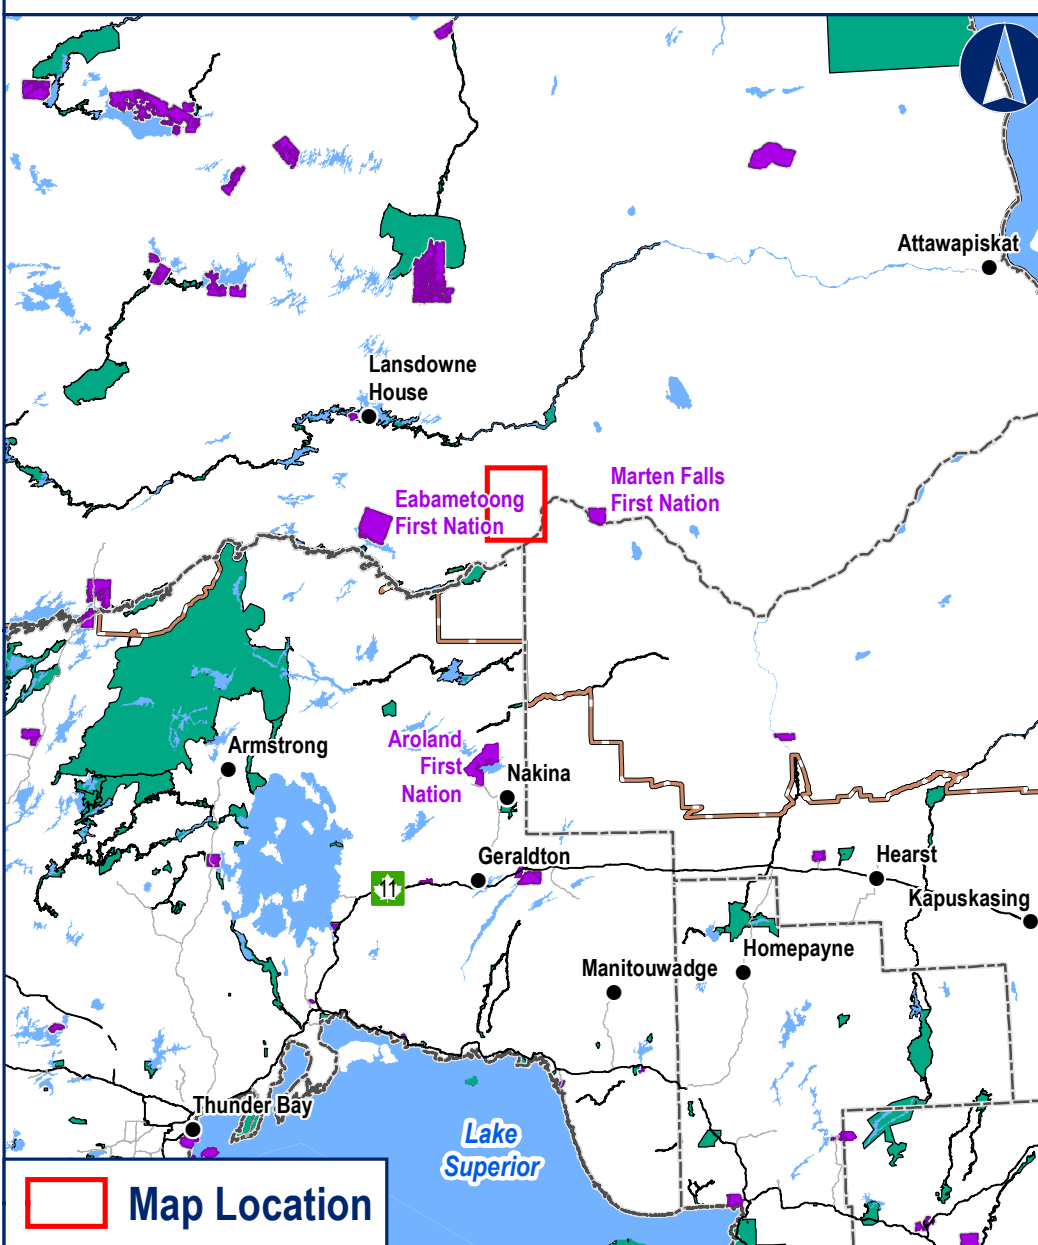 Attawapiskat
Lansdowne
House
Marten Falls
First Nation
Eabametoong
First Nation
Armstrong
Aroland
First
Nation
Nakina
Geraldton
11
Hearst
Kapuskasing
Homepayne
Manitouwadge
Thunder Bay
Lake
Superior
Map Location